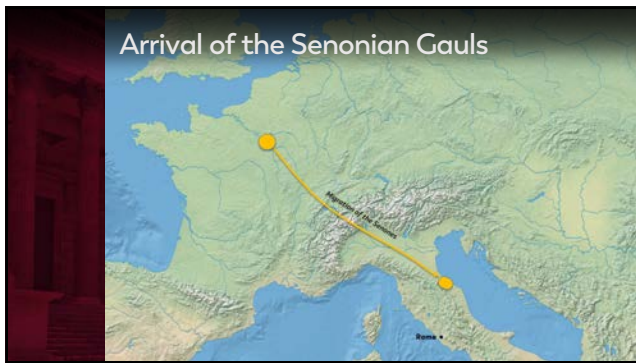 Arrival of the Senonian Gauls
Migration of the Senones
Rome